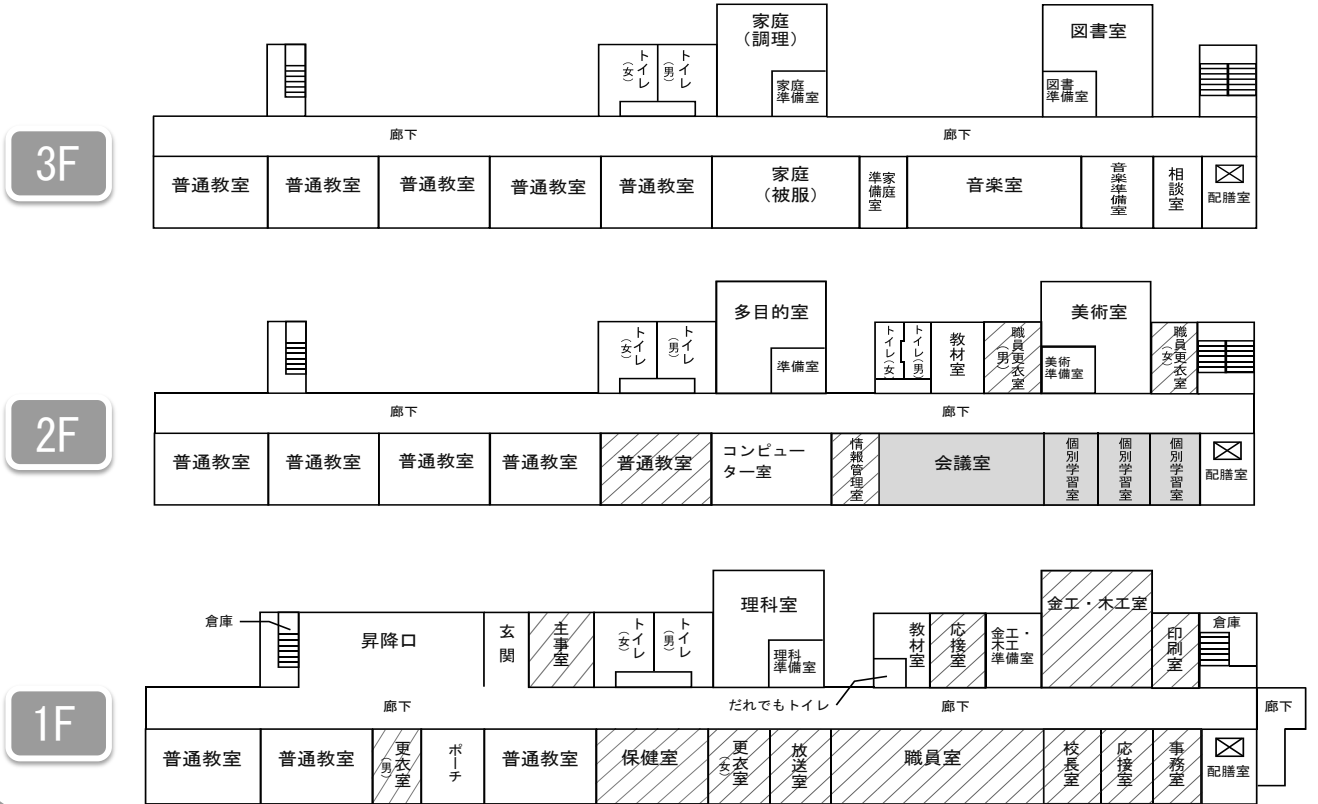 家庭
（調理）
図書室
トイレ
（女）
トイレ
（男）
家庭
準備室
図書
準備室
廊下
廊下
3F
普通教室
普通教室
普通教室
普通教室
普通教室
家庭
（被服）
家庭
準備室
音楽室
音楽準備室
相談室
配膳室
多目的室
美術室
トイレ
（女）
トイレ
（男）
準備室
トイレ（女）
トイレ（男）
教材室
職員更衣室
（男）
美術
準備室
職員更衣室
（女）
廊下
廊下
2F
普通教室
普通教室
普通教室
普通教室
普通教室
コンピュー
ター室
情報管理室
会議室
個別学習室
個別学習室
個別学習室
配膳室
倉庫
昇降口
玄関
主事室
トイレ
（女）
トイレ
（男）
理科室
理科
準備室
教材室
応接室
金工・
木工
準備室
金工・木工室
印刷室
倉庫
廊下
だれでもトイレ
廊下
廊下
1F
普通教室
普通教室
更衣室
（男）
ポーチ
普通教室
保健室
更衣室
（女）
放送室
職員室
校長室
応接室
事務室
配膳室